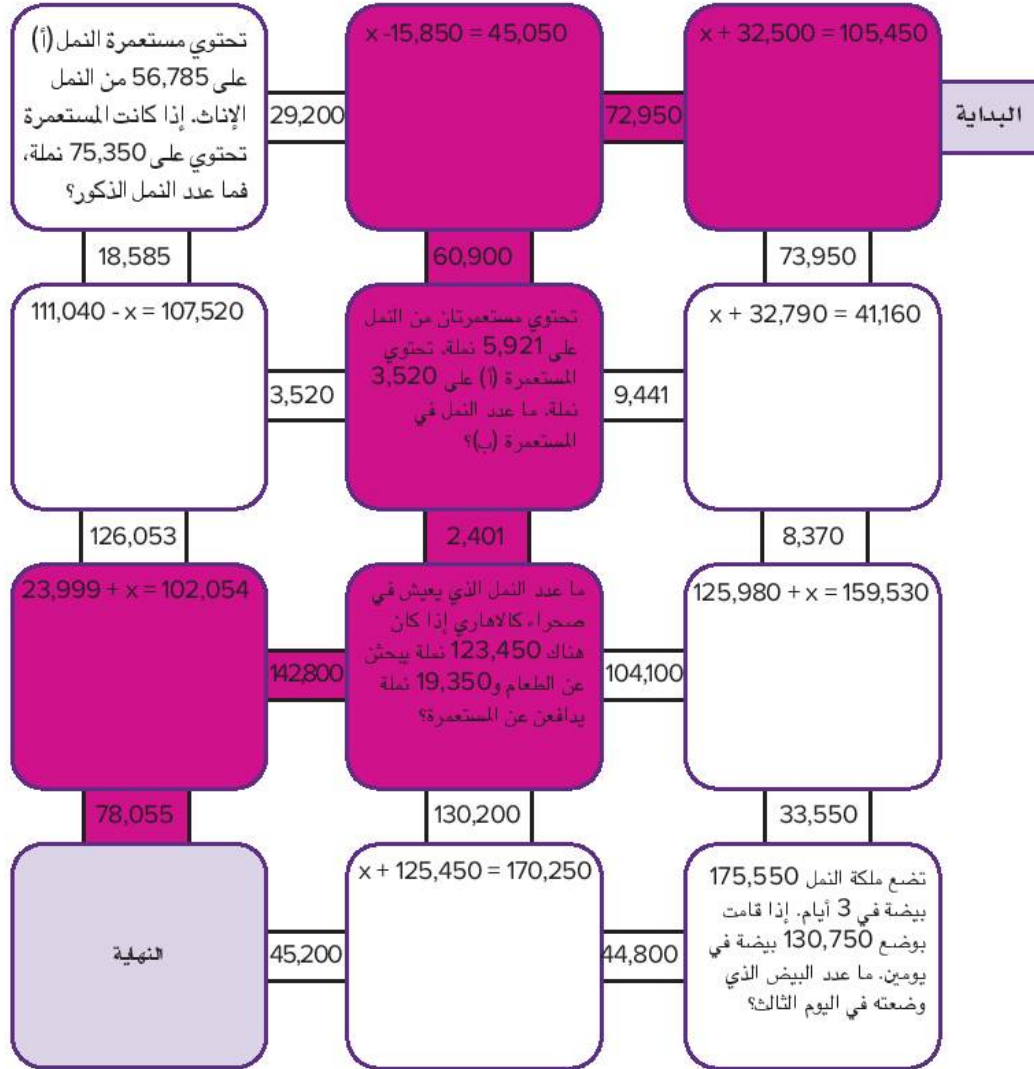 x + 32,500 = 105,450
البداية
72,950
x -15,850 = 45,050
29,200
تحتوي مستعمرة النمل (أ)
على 56,785 من النمل
الإناث. إذا كانت المستعمرة
تحتوي على 75,350 نملة،
فما عدد النمل الذكور؟
73,950
60,900
18,585
x + 32,790 = 41,160
9,441
تحتوي مستعمرتان من النمل
على 5,921 نملة. تحتوي
المستعمرة (أ) على 3,520
نملة. ما عدد النمل في
المستعمرة (ب)؟
3,520
111,040 - x = 107,520
8,370
2,401
126,053
125,980 + x = 159,530
104,100
ما عدد النمل الذي يعيش في
صحراء كالاهاري إذا كان
هناك 123,450 نملة يبحثن
عن الطعام و19,350 نملة
يدافعن عن المستعمرة؟
142,800
23,999 + x = 102,054
33,550
130,200
78,055
تضع ملكة النمل 175,550
بيضة في 3 أيام. إذا قامت
بوضع 130,750 بيضة في
يومين. ما عدد البيض الذي
وضعته في اليوم الثالث؟
44,800
x + 125,450 = 170,250
45,200
النهاية